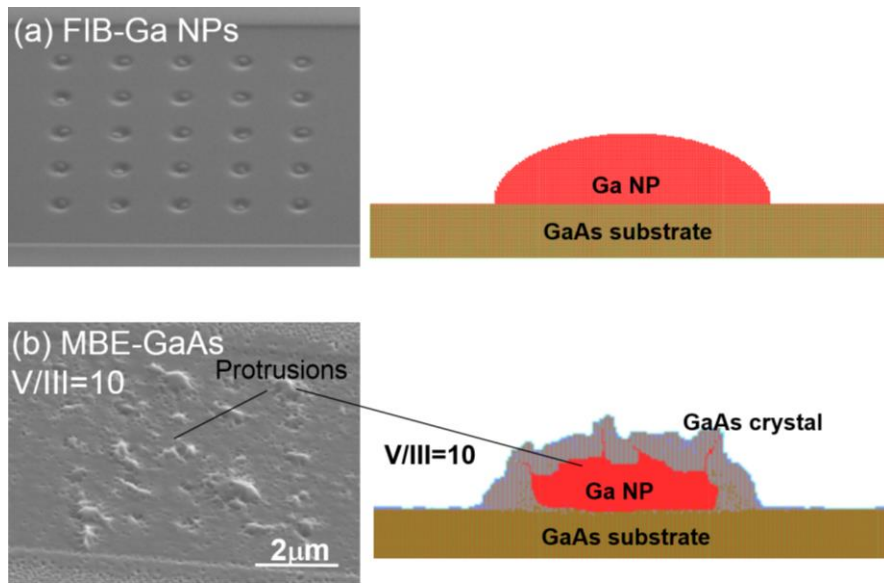 (a) FIB-Ga NPs
Ga NP
GaAs substrate
(b) MBE-GaAs
V/III=10
Protrusions
2μm
GaAs crystal
V/III=10
Ga NP
GaAs substrate